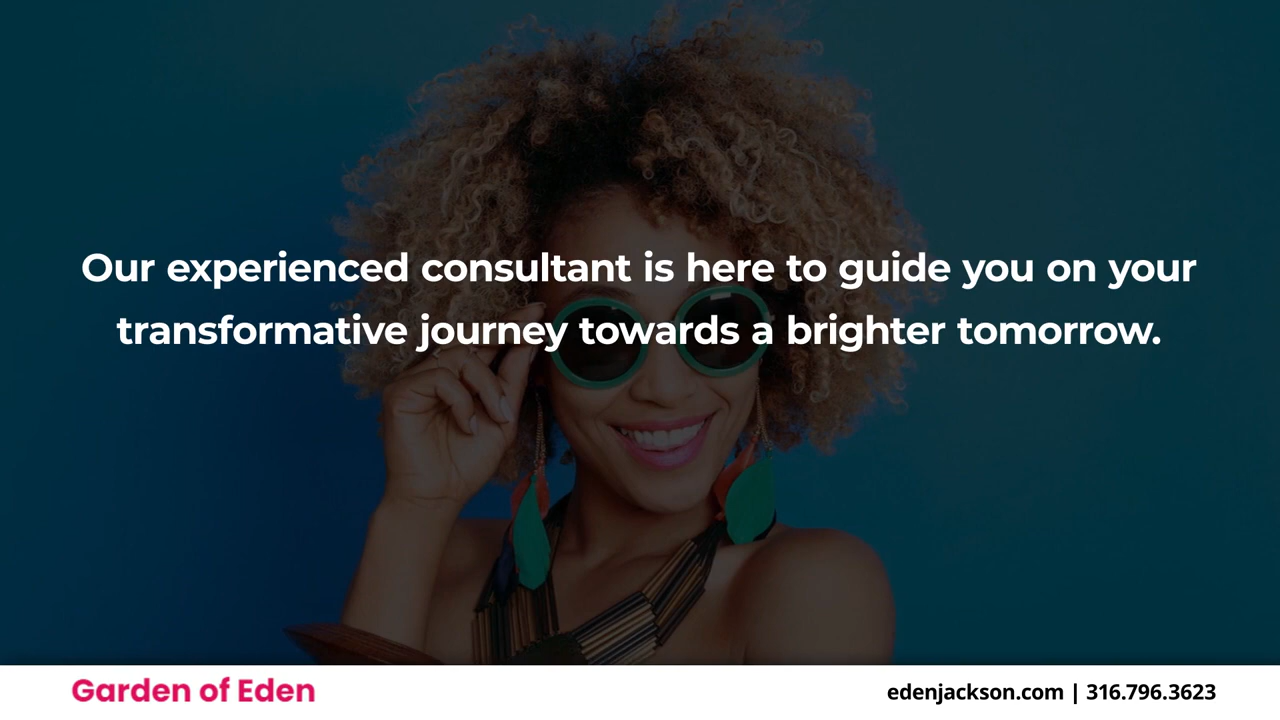 Our experienced consultant is here to guide you on your
transformative journey towards a brighter tomorrow.
Garden of Eden
edenjackson.com | 316.796.3623